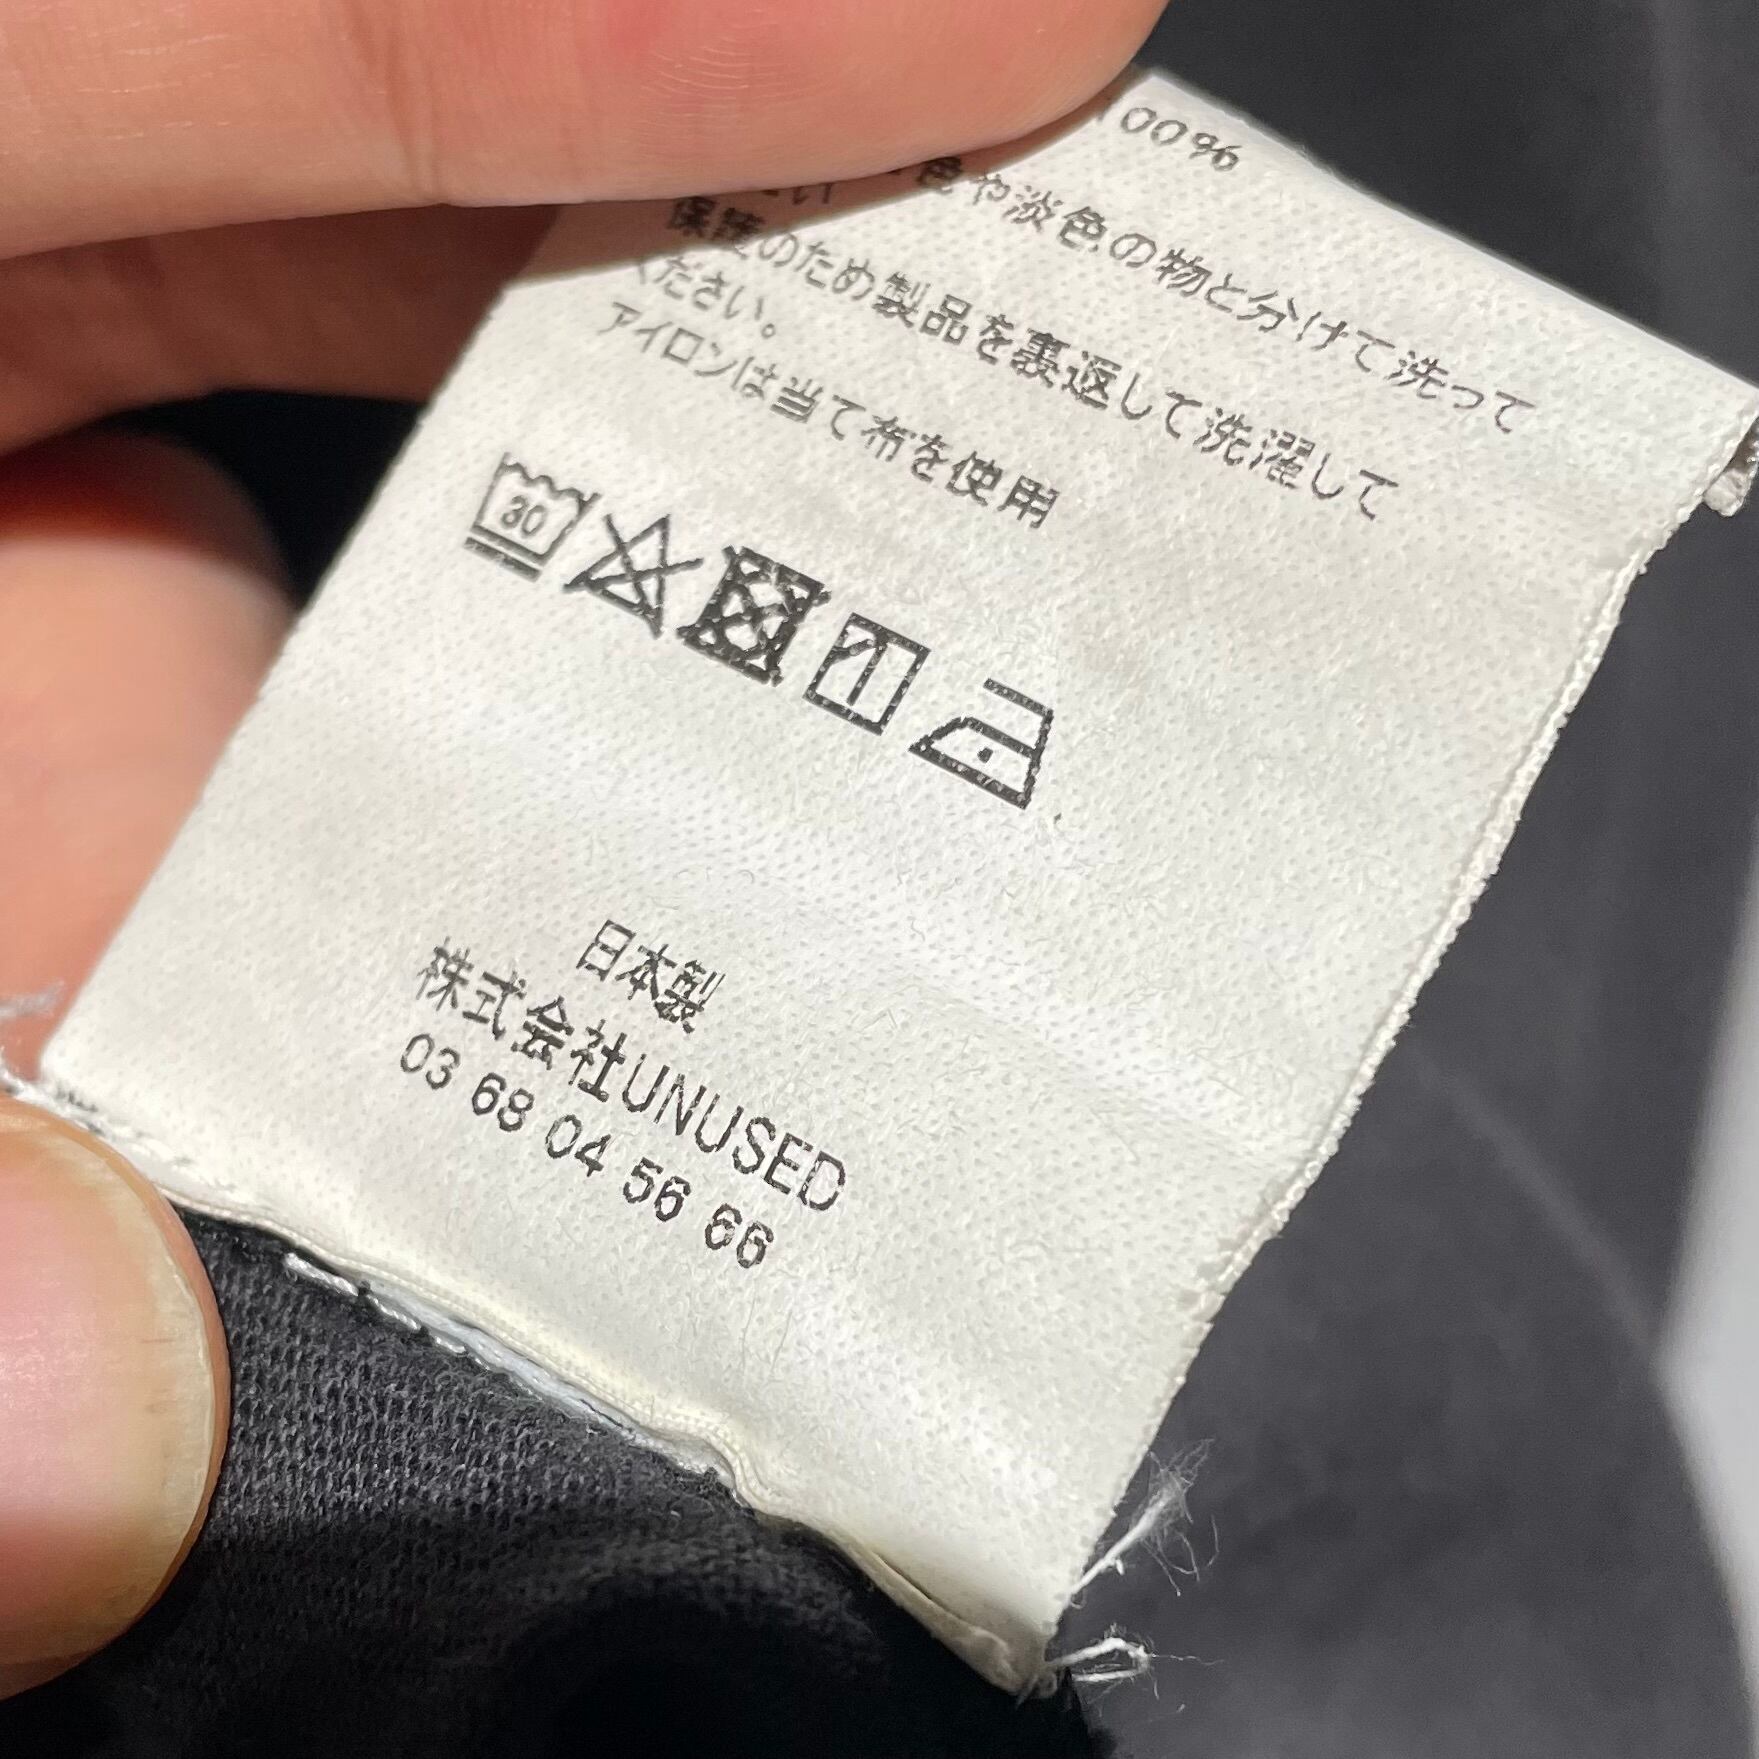 00%
色や淡色の物と分けて洗って
保護のため製品を裏返して洗濯して
ください。
アイロンは当て布を使用
30
日本製
株式会社UNUSED
03 68 04 56 66